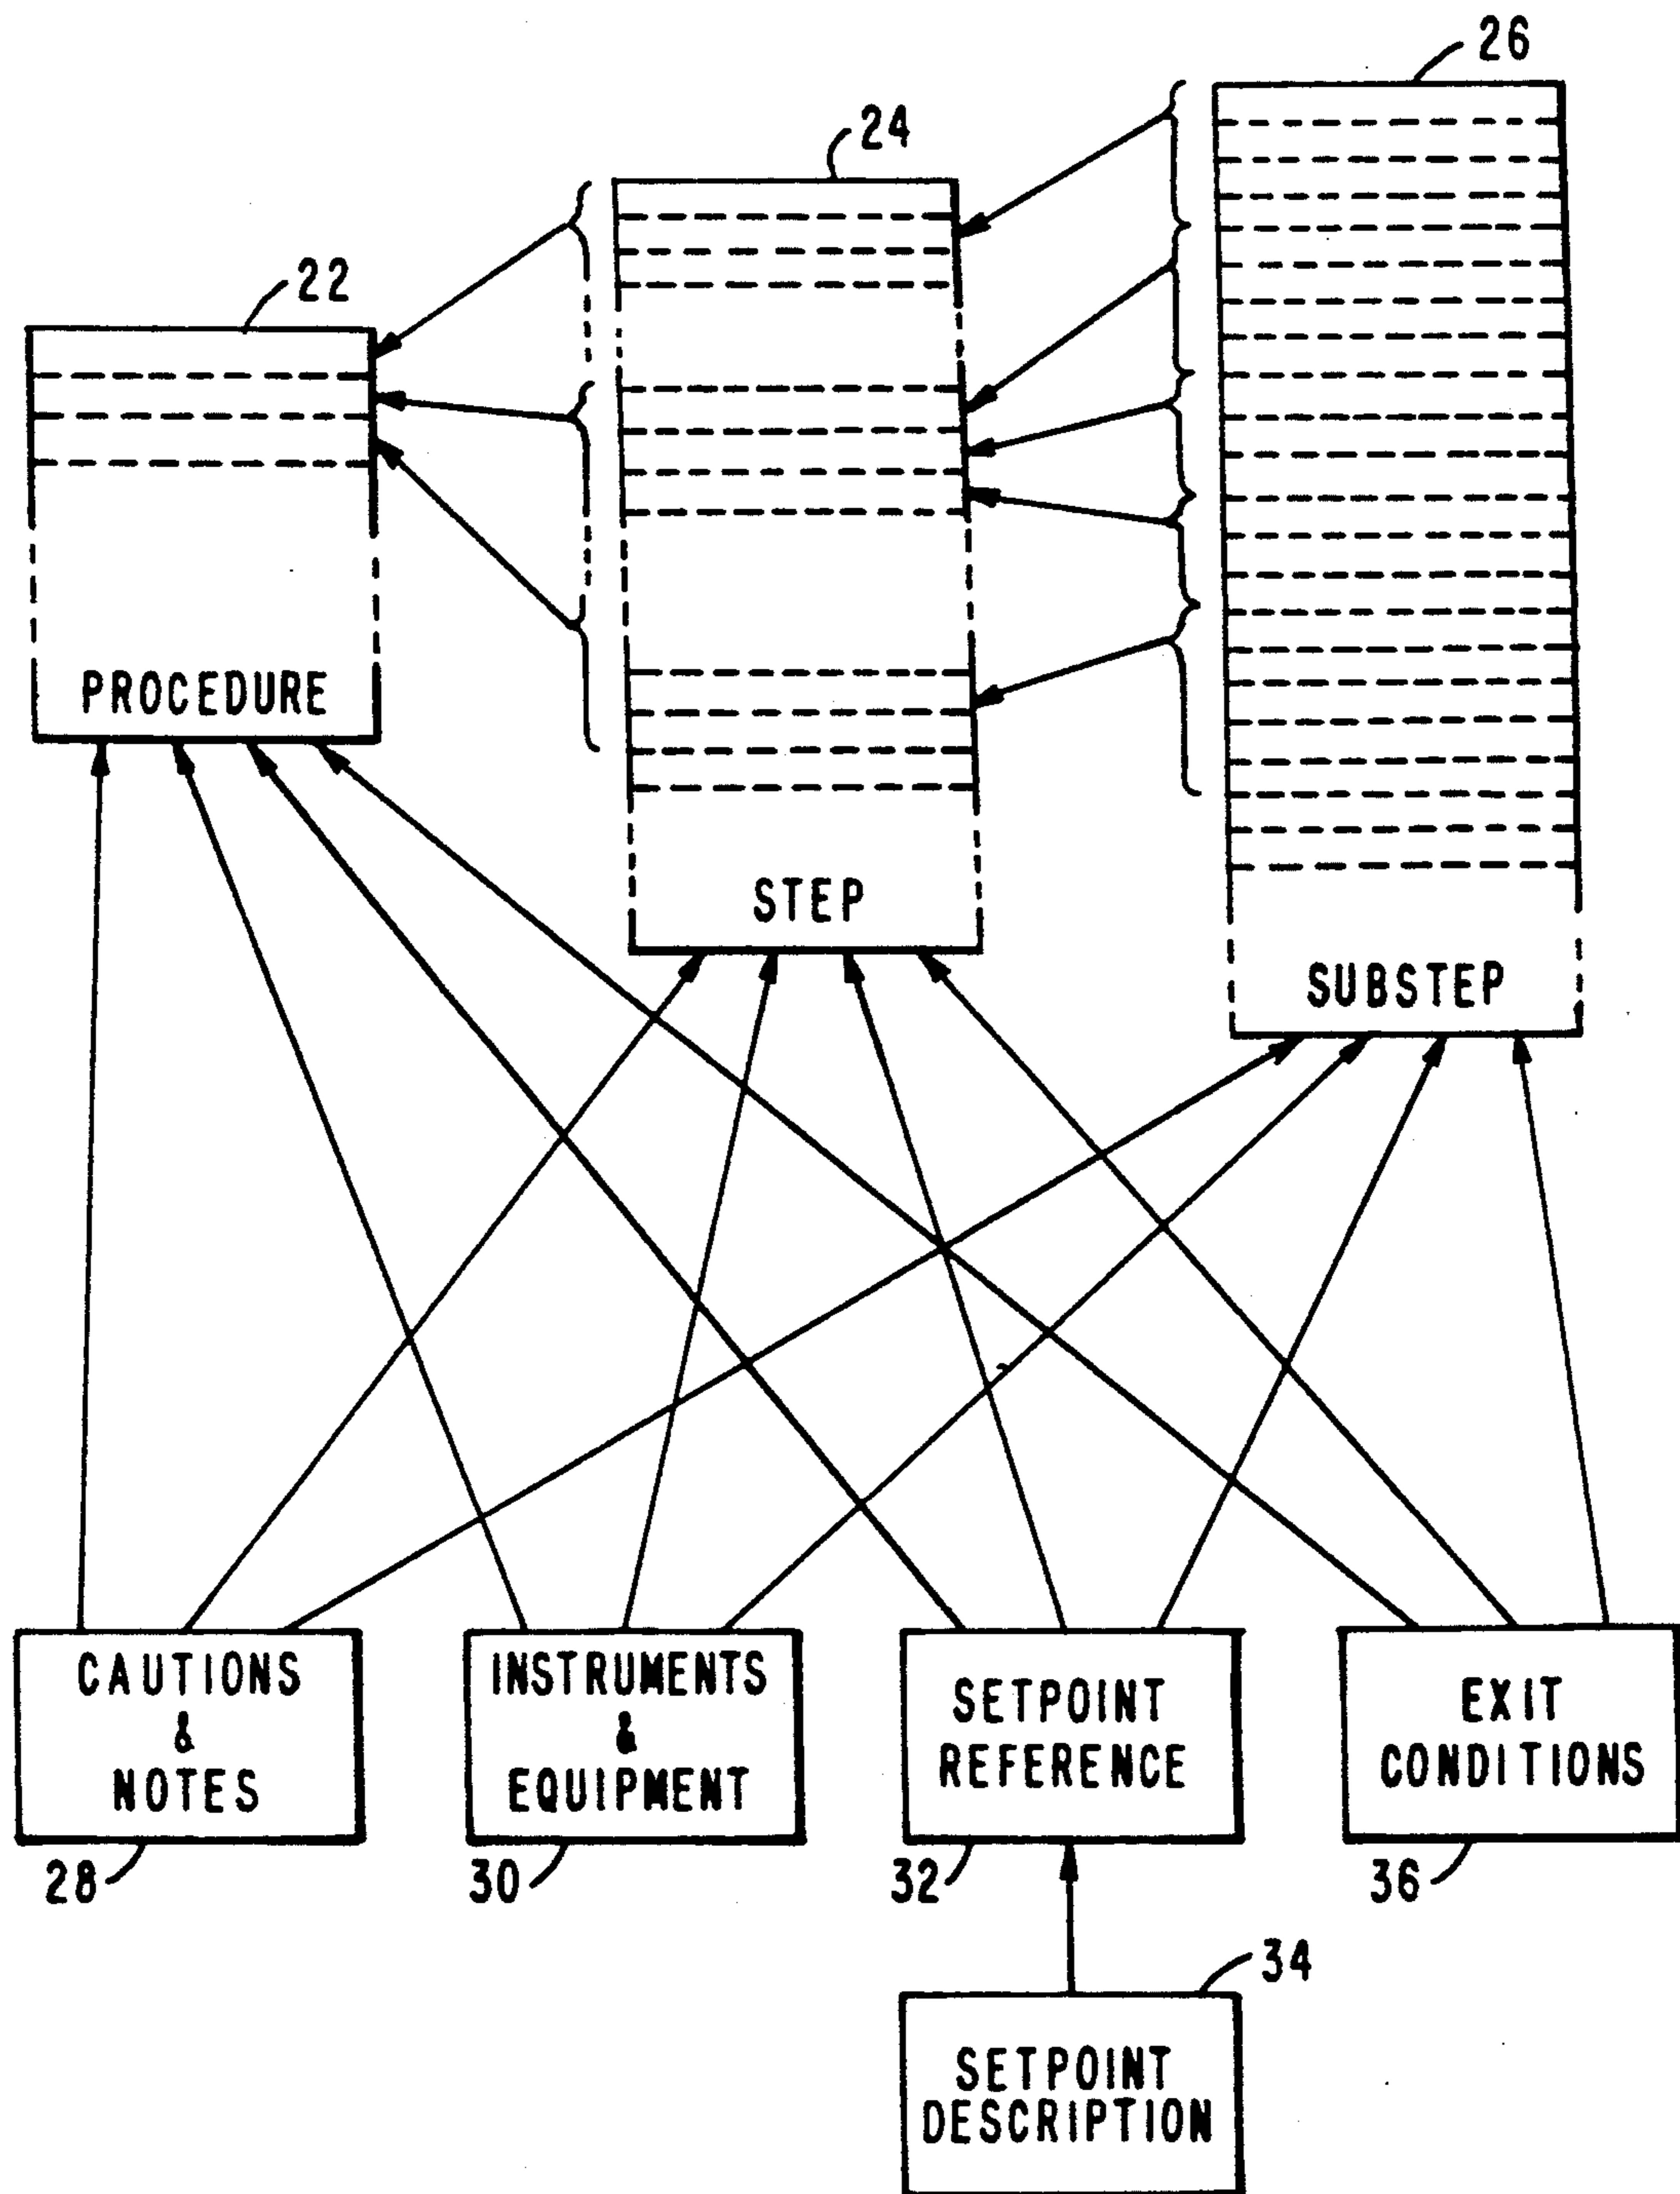 26
24
22
PROCEDURE
STEP
SUBSTEP
CAUTIONS
&
NOTES
INSTRUMENTS
&
EQUIPMENT
SETPOINT
REFERENCE
EXIT
CONDITIONS
28
30
32
36
34
SETPOINT
DESCRIPTION